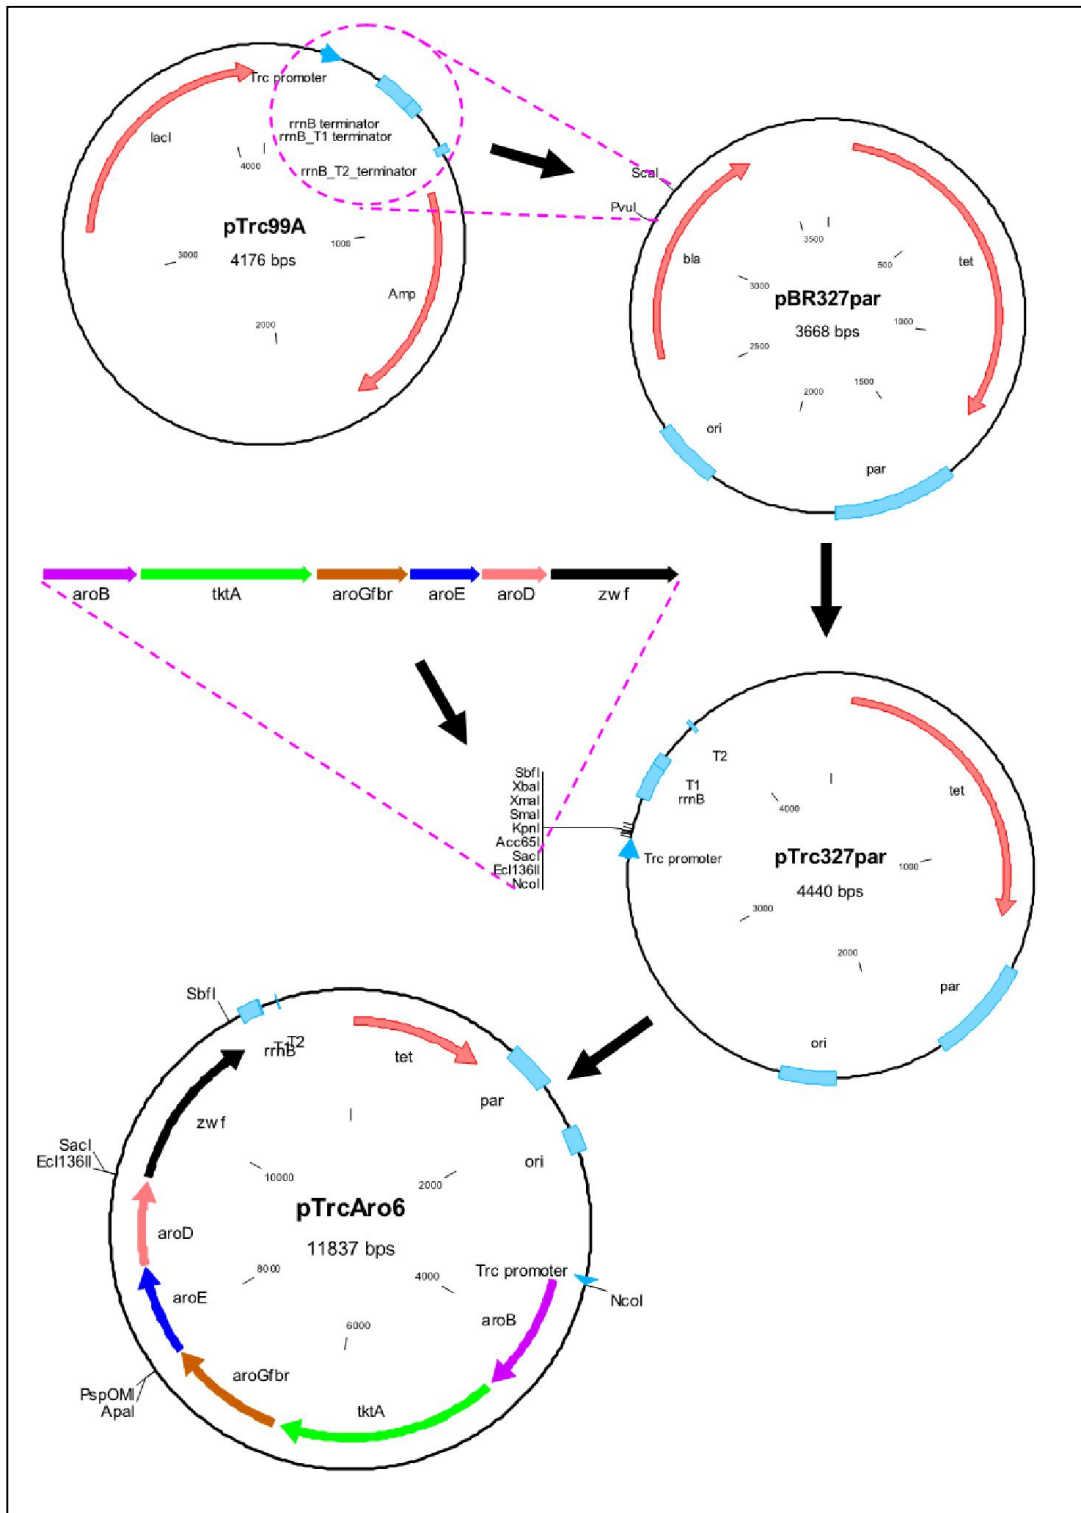 Trc promoter
lacI
rrnB terminator
rrnB_T1 terminator
4000
rrnB_T2_terminator
pTrc99A
4176 bps
1000
3000
Amp
2000
ScaI
PvuI
3500
bla
500
tet
3000
pBR327par
3668 bps
1000
2500
1500
2000
ori
par
aroB
tktA
aroGfbr
aroE
aroD
zwf
SbfI
XbaI
XmaI
SmaI
KpnI
Acc65I
SacI
Ecl136II
NcoI
T2
T1
rrnB
tet
4000
Trc promoter
pTrc327par
4440 bps
1000
3000
2000
par
ori
SbfI
rrnB
T1
T2
tet
par
zwf
SacI
Ecl136II
ori
10000
2000
pTrcAro6
11837 bps
aroD
Trc promoter
8000
4000
NcoI
aroE
aroB
6000
aroGfbr
PspOMI
ApaI
tktA